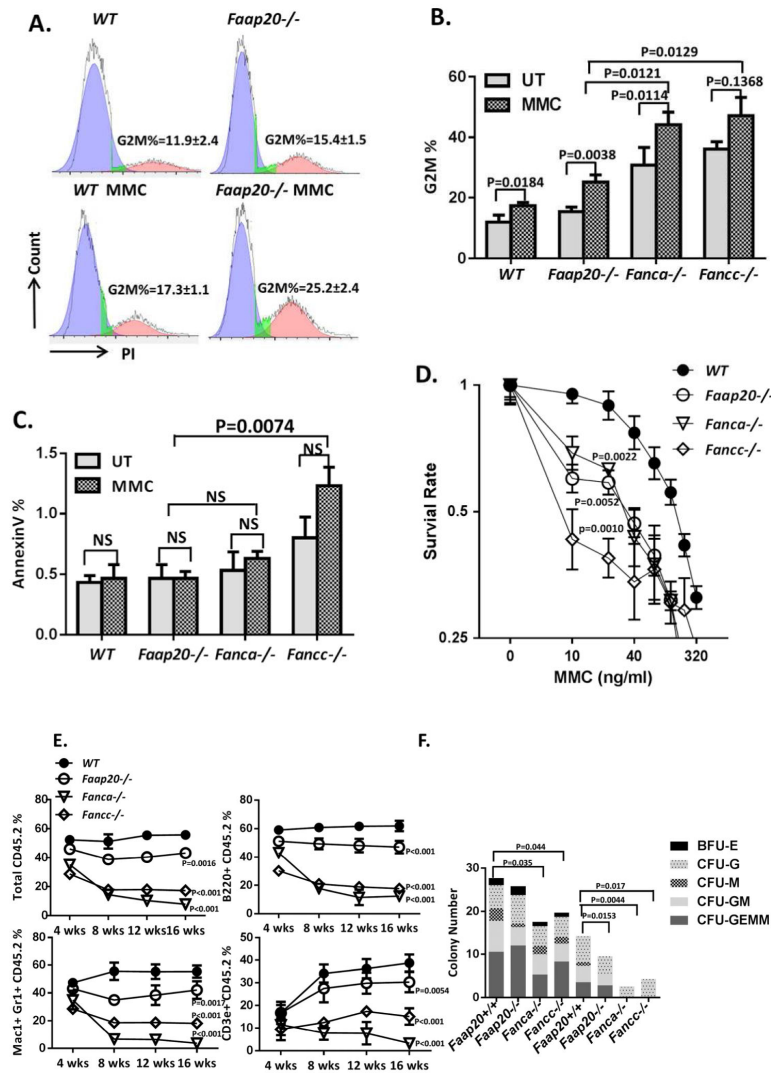 A.
WT
Faap20-/-
G2M%=11.9±2.4
G2M%=15.4±1.5
WT MMC
Faap20-/- MMC
G2M%=17.3±1.1
G2M%=25.2±2.4
Count
PI
B.
P=0.0129
P=0.0121
P=0.0114
P=0.1368
P=0.0038
P=0.0184
UT
MMC
G2M %
60
40
20
0
WT
Faap20-/-
Fanca-/-
Fancc-/-
C.
P=0.0074
NS
NS
NS
NS
NS
NS
UT
MMC
AnnexinV %
1.5
1.0
0.5
0.0
WT
Faap20-/-
Fanca-/-
Fancc-/-
D.
WT
Faap20-/-
Fanca-/-
Fancc-/-
P=0.0022
P=0.0052
p=0.0010
Survial Rate
1
0.5
0.25
0
10
40
320
MMC (ng/ml)
E.
WT
Faap20-/-
Fanca-/-
Fancc-/-
Total CD45.2 %
80
60
40
20
0
P=0.0016
P<0.001
P<0.001
4 wks
8 wks
12 wks
16 wks
B220+ CD45.2 %
80
60
40
20
0
P<0.001
P<0.001
P<0.001
4 wks
8 wks
12 wks
16 wks
Mac1+ Gr1+ CD45.2 %
80
60
40
20
0
P=0.0017
P<0.001
P<0.001
4 wks
8 wks
12 wks
16 wks
CD3e+ CD45.2 %
50
40
30
20
10
0
P=0.0054
P<0.001
P<0.001
4 wks
8 wks
12 wks
16 wks
F.
BFU-E
CFU-G
CFU-M
CFU-GM
CFU-GEMM
P=0.044
P=0.035
P=0.017
P=0.0044
P=0.0153
Colony Number
30
20
10
0
Faap20+/+
Faap20-/-
Fanca-/-
Fancc-/-
Faap20+/+
Faap20-/-
Fanca-/-
Fancc-/-